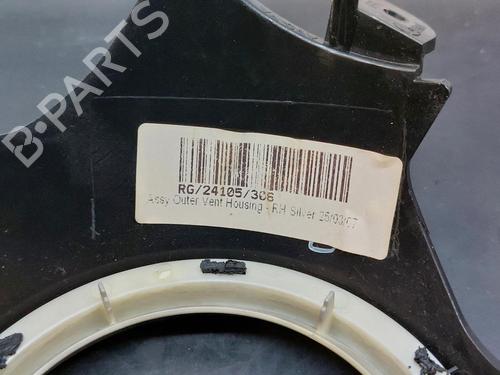 B-PARTS
RG/24105/306
Assy Outer Vent Housing - RH Silver 25/03/07